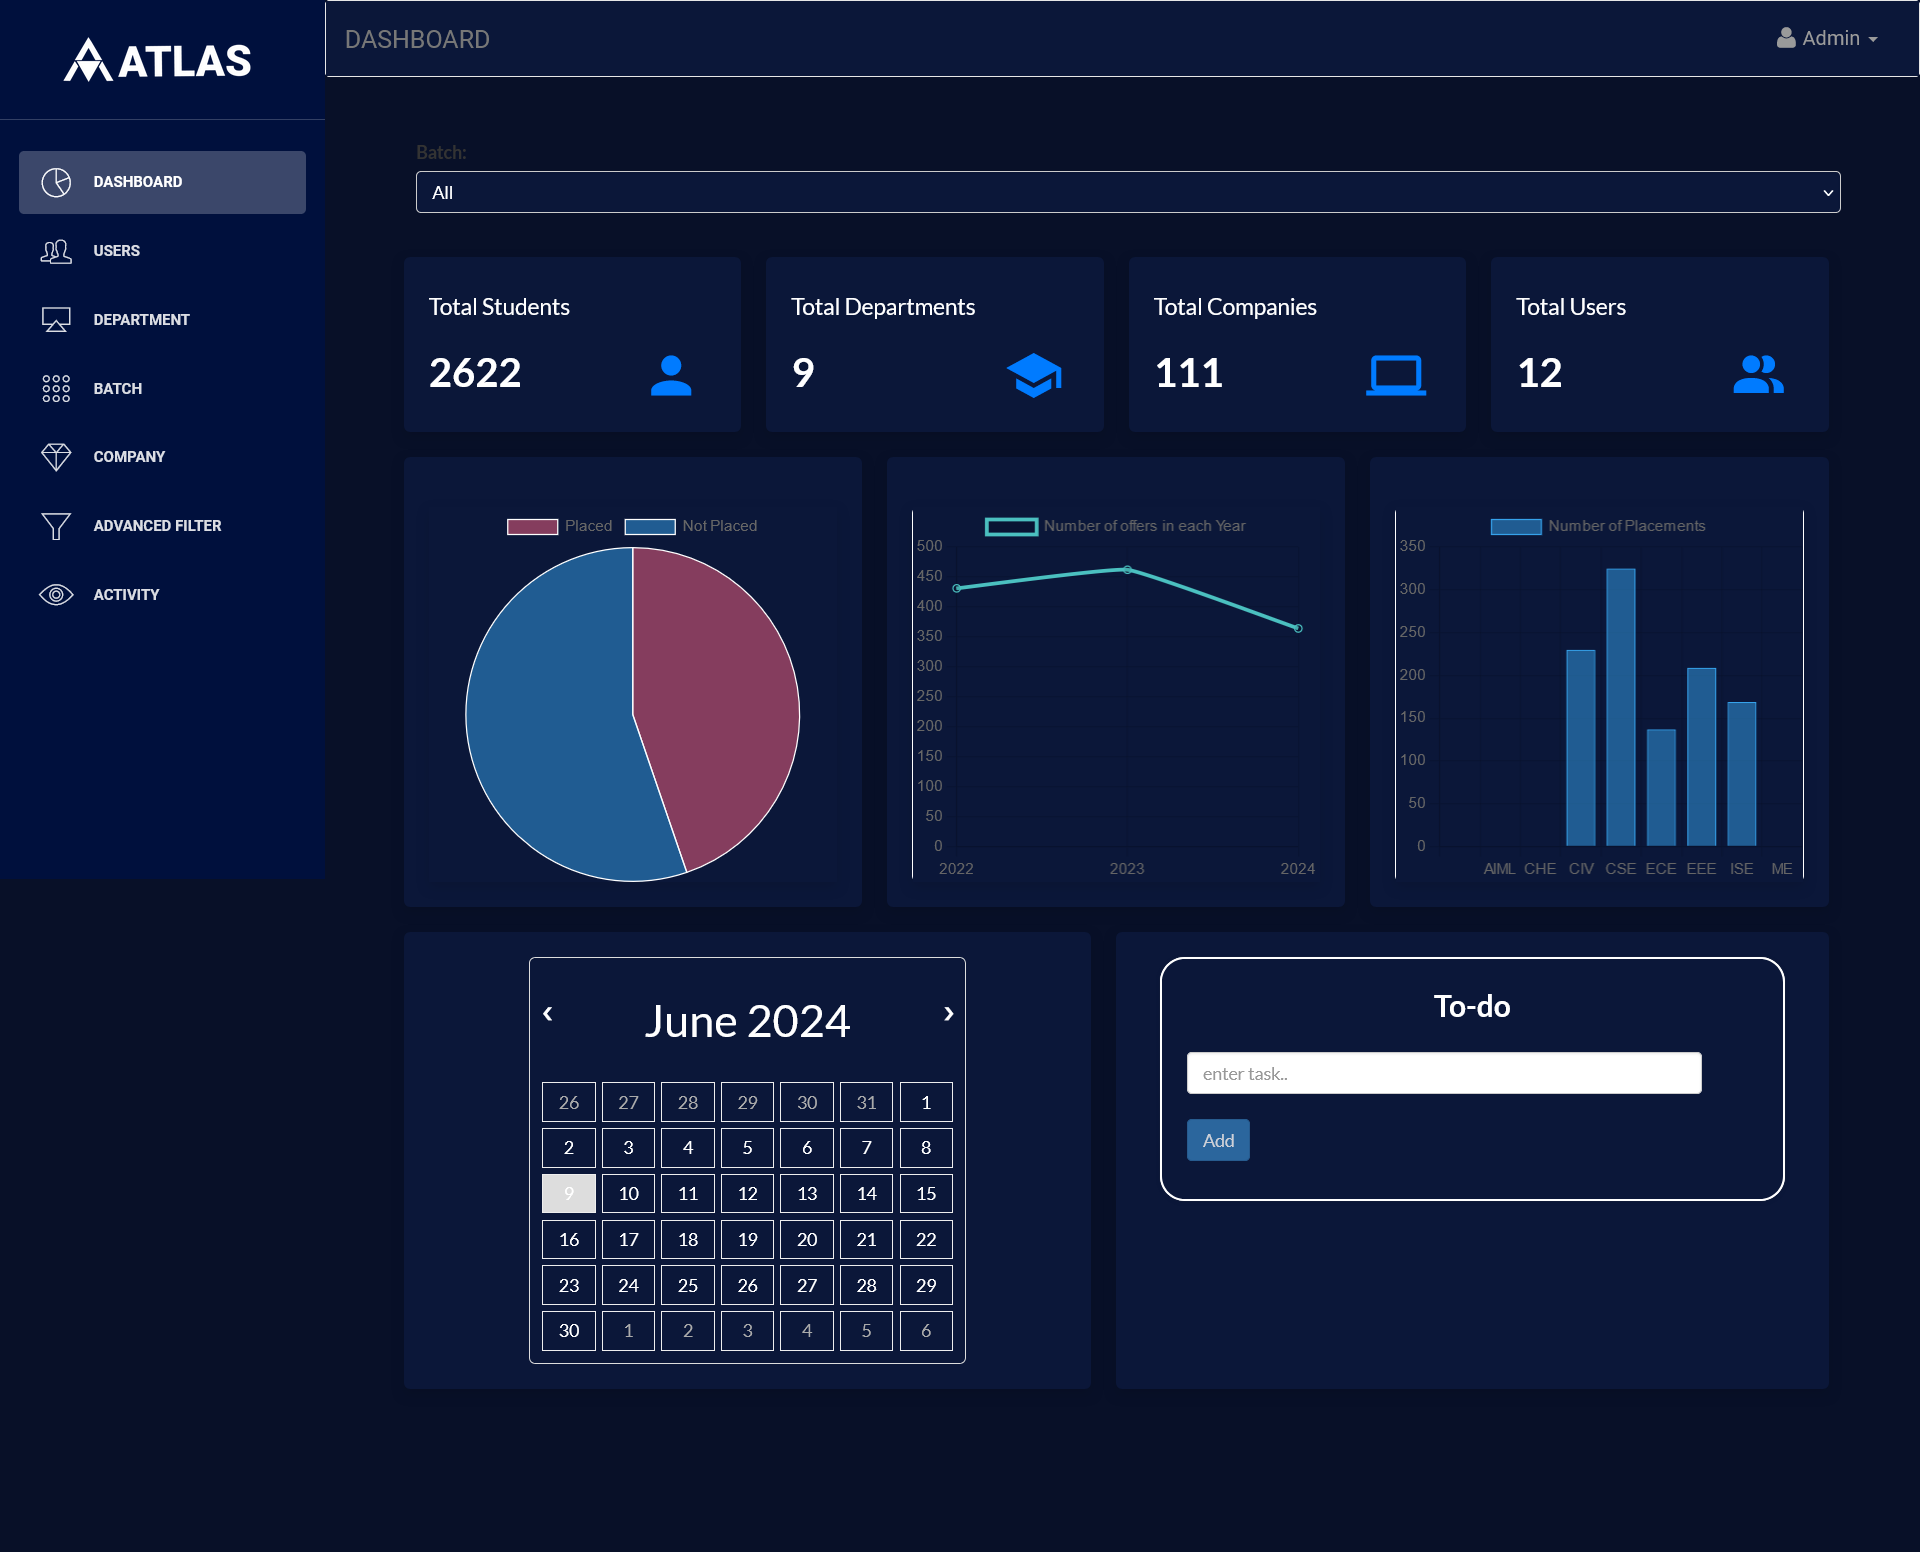 ATLAS
DASHBOARD
Admin
DASHBOARD
USERS
DEPARTMENT
BATCH
COMPANY
ADVANCED FILTER
ACTIVITY
Batch:
All
Total Students
2622
Total Departments
9
Total Companies
111
Total Users
12
Placed Not Placed
Number of offers in each Year
500
450
400
350
300
250
200
150
100
50
0
2022 2023 2024
Number of Placements
350
300
250
200
150
100
50
0
AIML CHE CIV CSE ECE EEE ISE ME
‹ June 2024 ›
26 27 28 29 30 31 1
2 3 4 5 6 7 8
9 10 11 12 13 14 15
16 17 18 19 20 21 22
23 24 25 26 27 28 29
30 1 2 3 4 5 6
To-do
enter task..
Add